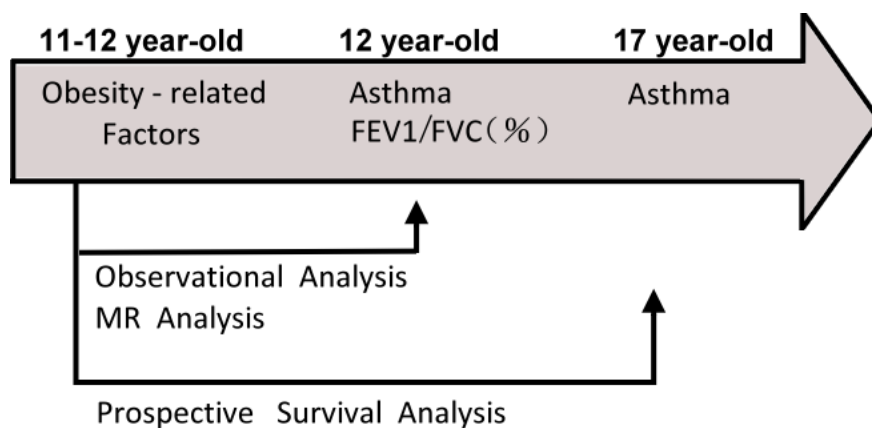 11-12 year-old 12 year-old 17 year-old
Obesity - related Asthma Asthma
Factors FEV1/FVC(%)
Observational Analysis
MR Analysis
Prospective Survival Analysis